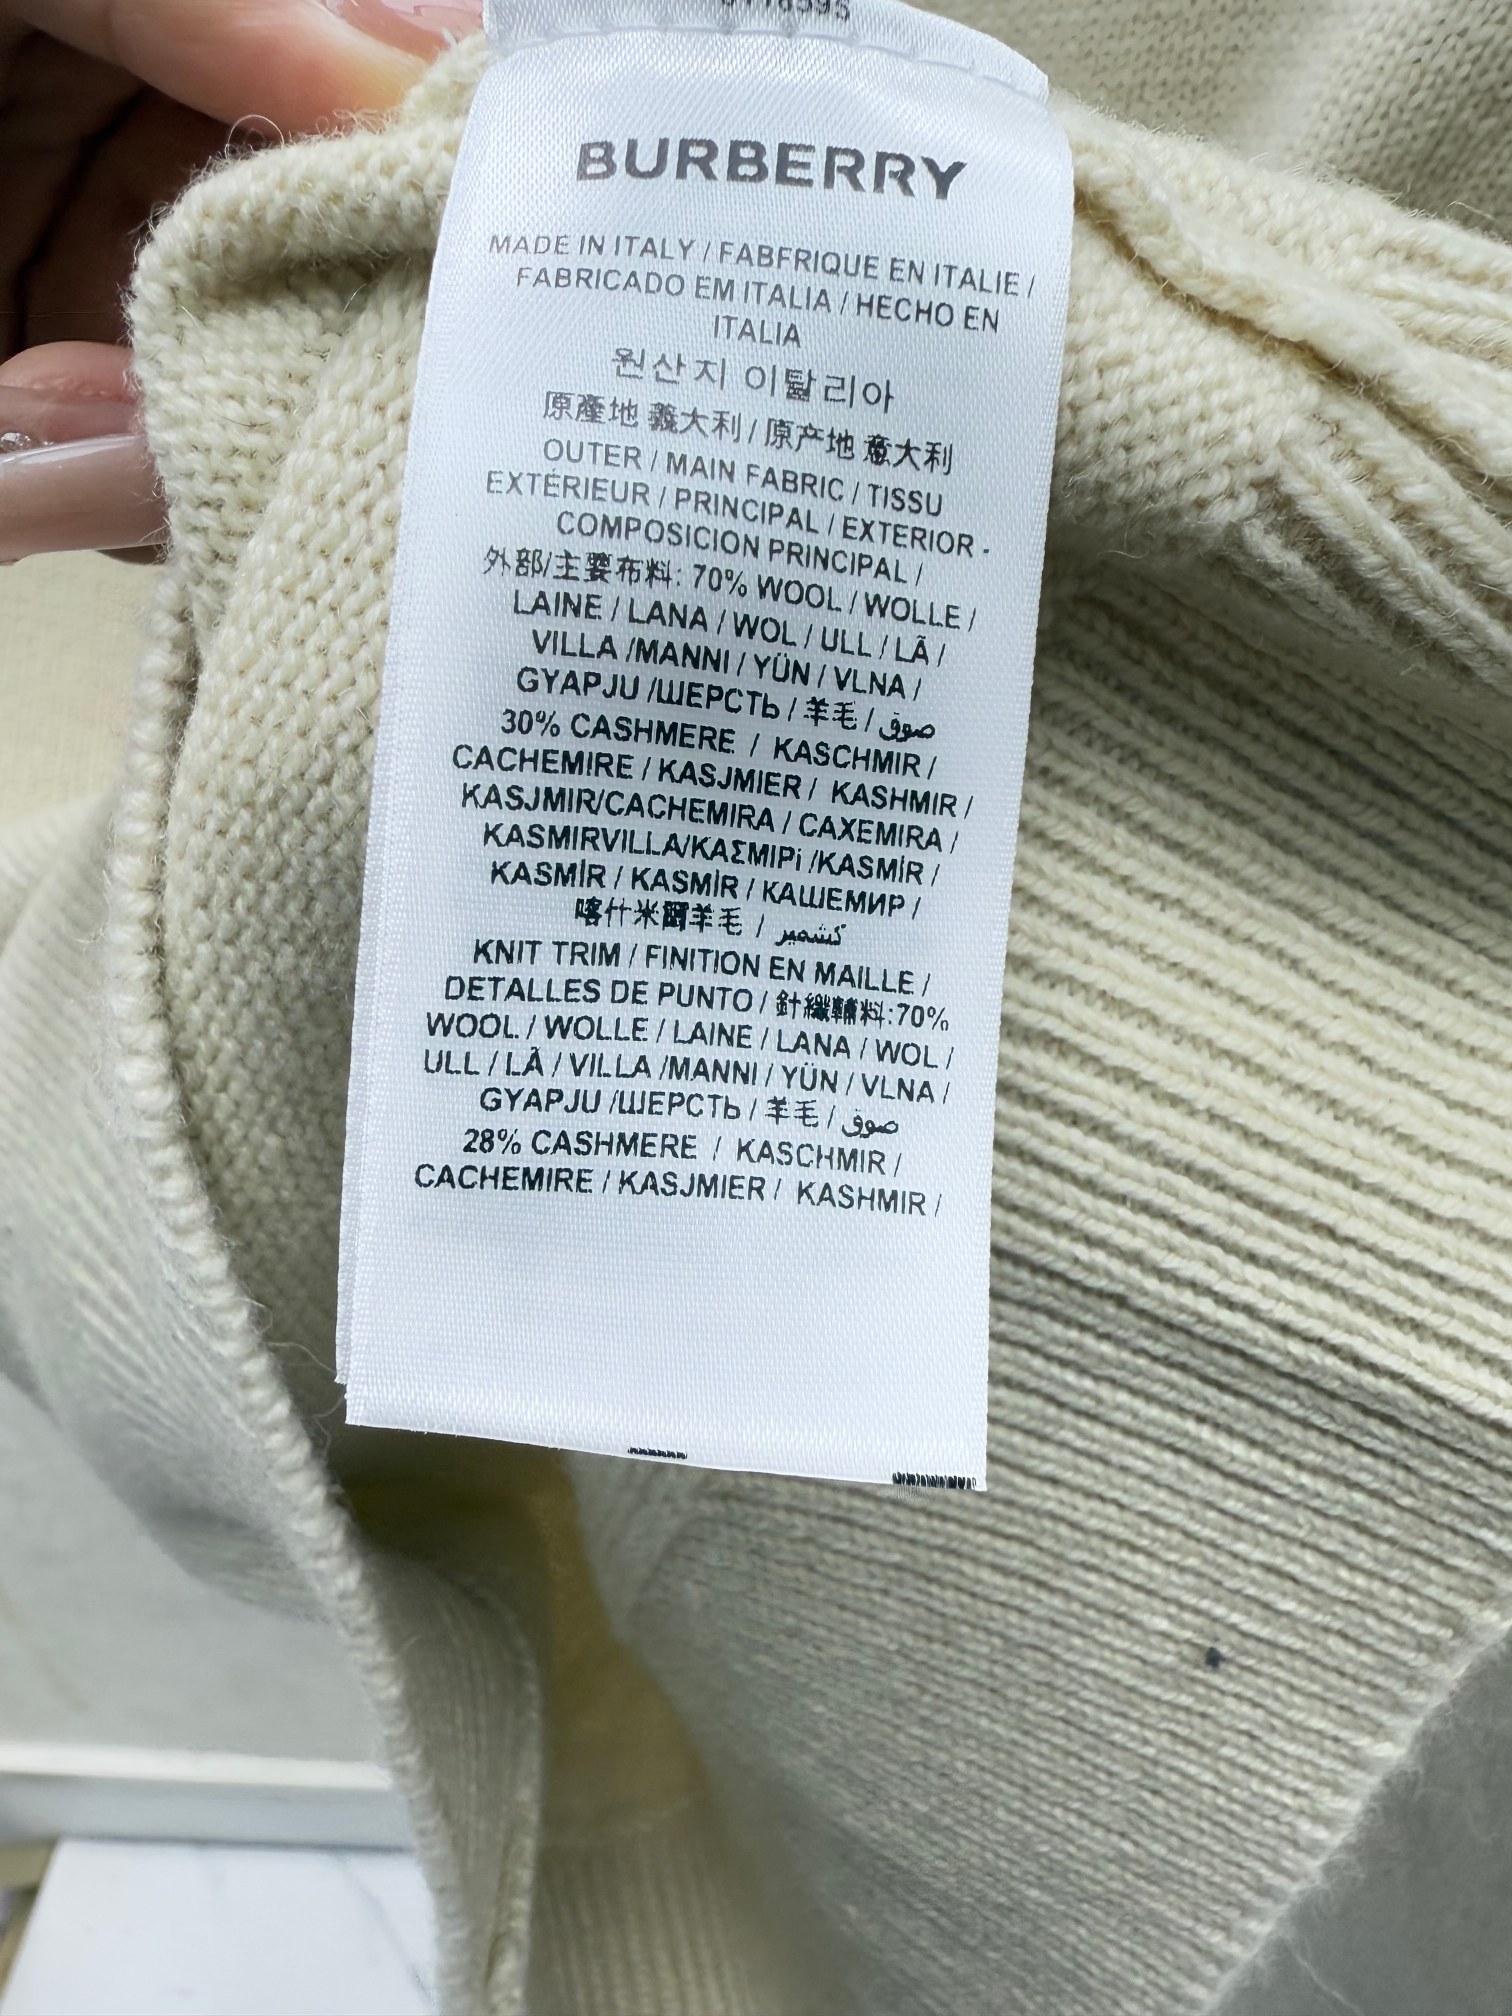 BURBERRY
MADE IN ITALY / FABFRIQUE EN ITALIE /
FABRICADO EM ITALIA / HECHO EN
ITALIA
원산지 이탈리아
原產地 義大利 / 原产地 意大利
OUTER / MAIN FABRIC / TISSU
EXTÉRIEUR / PRINCIPAL / EXTERIOR -
COMPOSICION PRINCIPAL /
外部/主要布料: 70% WOOL / WOLLE /
LAINE / LANA / WOL / ULL / LÃ /
VILLA /MANNI / YÜN / VLNA /
GYAPJU /ШЕРСТЬ / 羊毛 / صوف
30% CASHMERE / KASCHMIR /
CACHEMIRE / KASJMIER / KASHMIR /
KASJMIR/CACHEMIRA / CAXEMIRA /
KASMIRVILLA/KAΣMIPi /KASMİR /
KASMİR / KASMİR / КАШЕМИР /
喀什米爾羊毛 / كشمير
KNIT TRIM / FINITION EN MAILLE /
DETALLES DE PUNTO / 針織輔料:70%
WOOL / WOLLE / LAINE / LANA / WOL /
ULL / LÃ / VILLA /MANNI / YÜN / VLNA /
GYAPJU /ШЕРСТЬ / 羊毛 / صوف
28% CASHMERE / KASCHMIR /
CACHEMIRE / KASJMIER / KASHMIR /